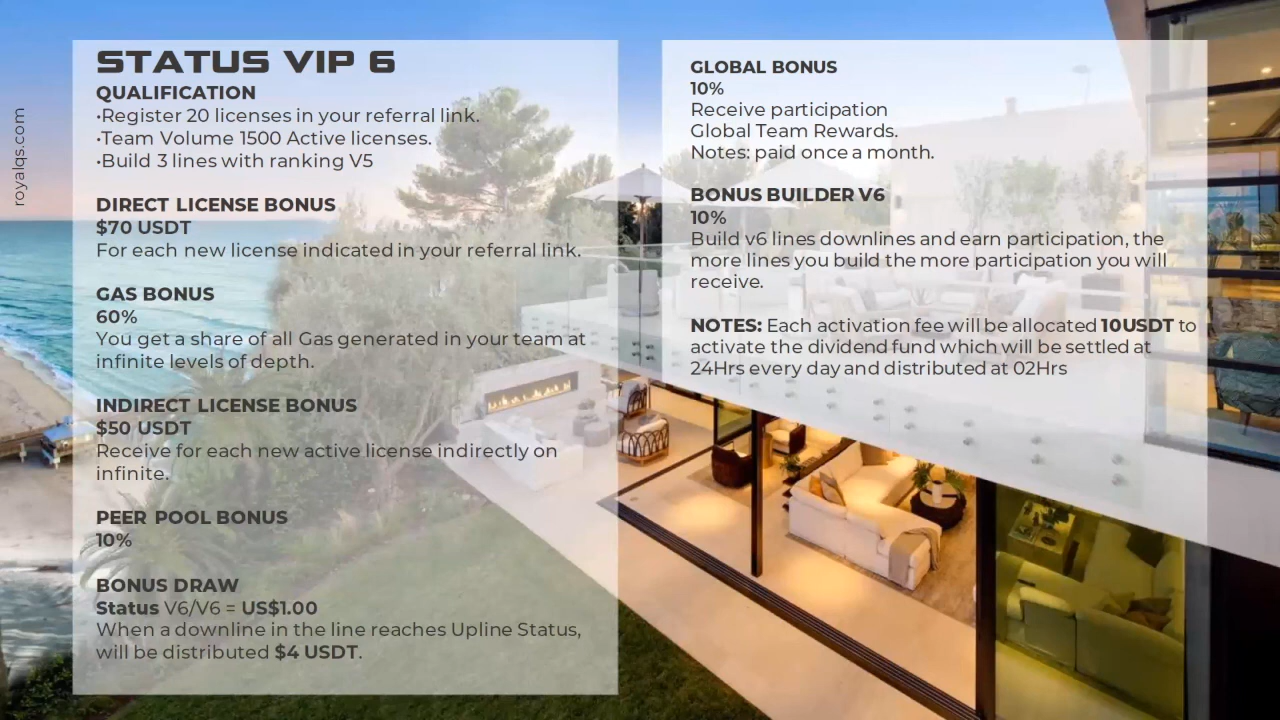 royalqs.com
STATUS VIP 6
QUALIFICATION
•Register 20 licenses in your referral link.
•Team Volume 1500 Active licenses.
•Build 3 lines with ranking V5
DIRECT LICENSE BONUS
$70 USDT
For each new license indicated in your referral link.
GAS BONUS
60%
You get a share of all Gas generated in your team at
infinite levels of depth.
INDIRECT LICENSE BONUS
$50 USDT
Receive for each new active license indirectly on
infinite.
PEER POOL BONUS
10%
BONUS DRAW
Status V6/V6 = US$1.00
When a downline in the line reaches Upline Status,
will be distributed $4 USDT.
GLOBAL BONUS
10%
Receive participation
Global Team Rewards.
Notes: paid once a month.
BONUS BUILDER V6
10%
Build v6 lines downlines and earn participation, the
more lines you build the more participation you will
receive.
NOTES: Each activation fee will be allocated 10USDT to
activate the dividend fund which will be settled at
24Hrs every day and distributed at 02Hrs